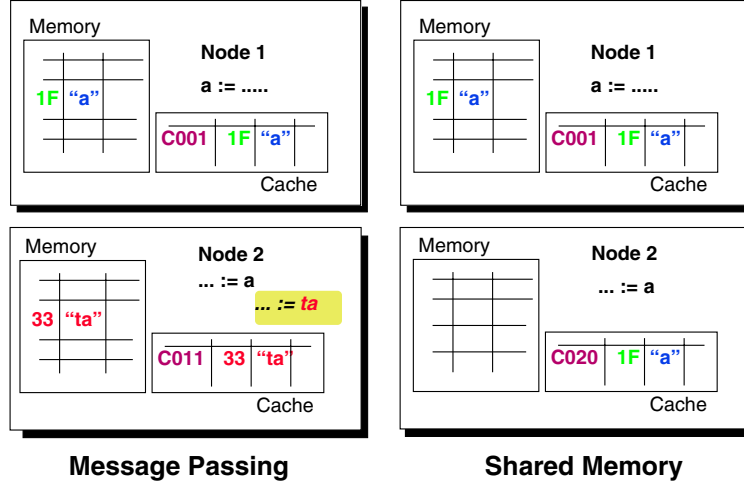 Memory
Node 1
a := .....
1F “a”
C001 1F “a”
Cache
Memory
Node 2
... := a
... := ta
33 “ta”
C011 33 “ta”
Cache
Message Passing
Memory
Node 1
a := .....
1F “a”
C001 1F “a”
Cache
Memory
Node 2
... := a
C020 1F “a”
Cache
Shared Memory